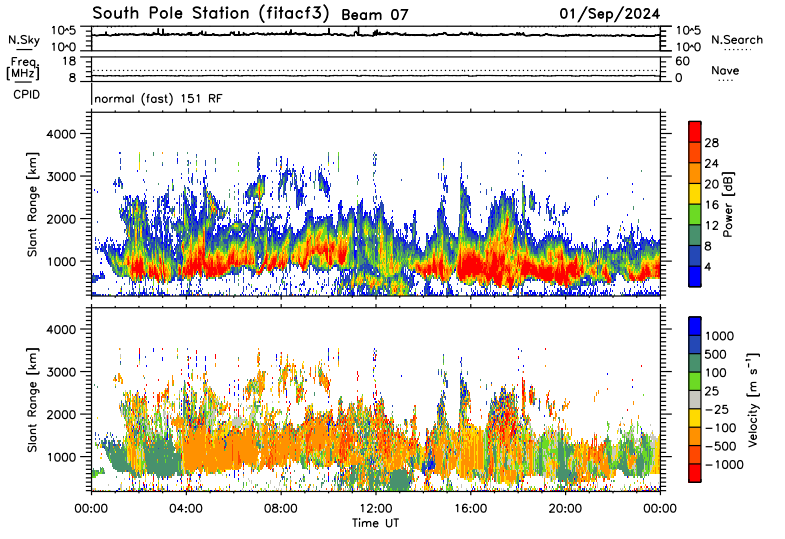 South Pole Station (fitacf3) Beam 07 01/Sep/2024
N.Sky 10^5 10^0 10^5 10^0 N.Search
Freq. [MHz] 18 8 60 0 Nave
CPID normal (fast) 151 RF
Slant Range [km] 4000 3000 2000 1000
Power [dB] 28 24 20 16 12 8 4
Slant Range [km] 4000 3000 2000 1000
Velocity [m s⁻¹] 1000 500 100 25 −25 −100 −500 −1000
00:00 04:00 08:00 12:00 16:00 20:00 00:00
Time UT